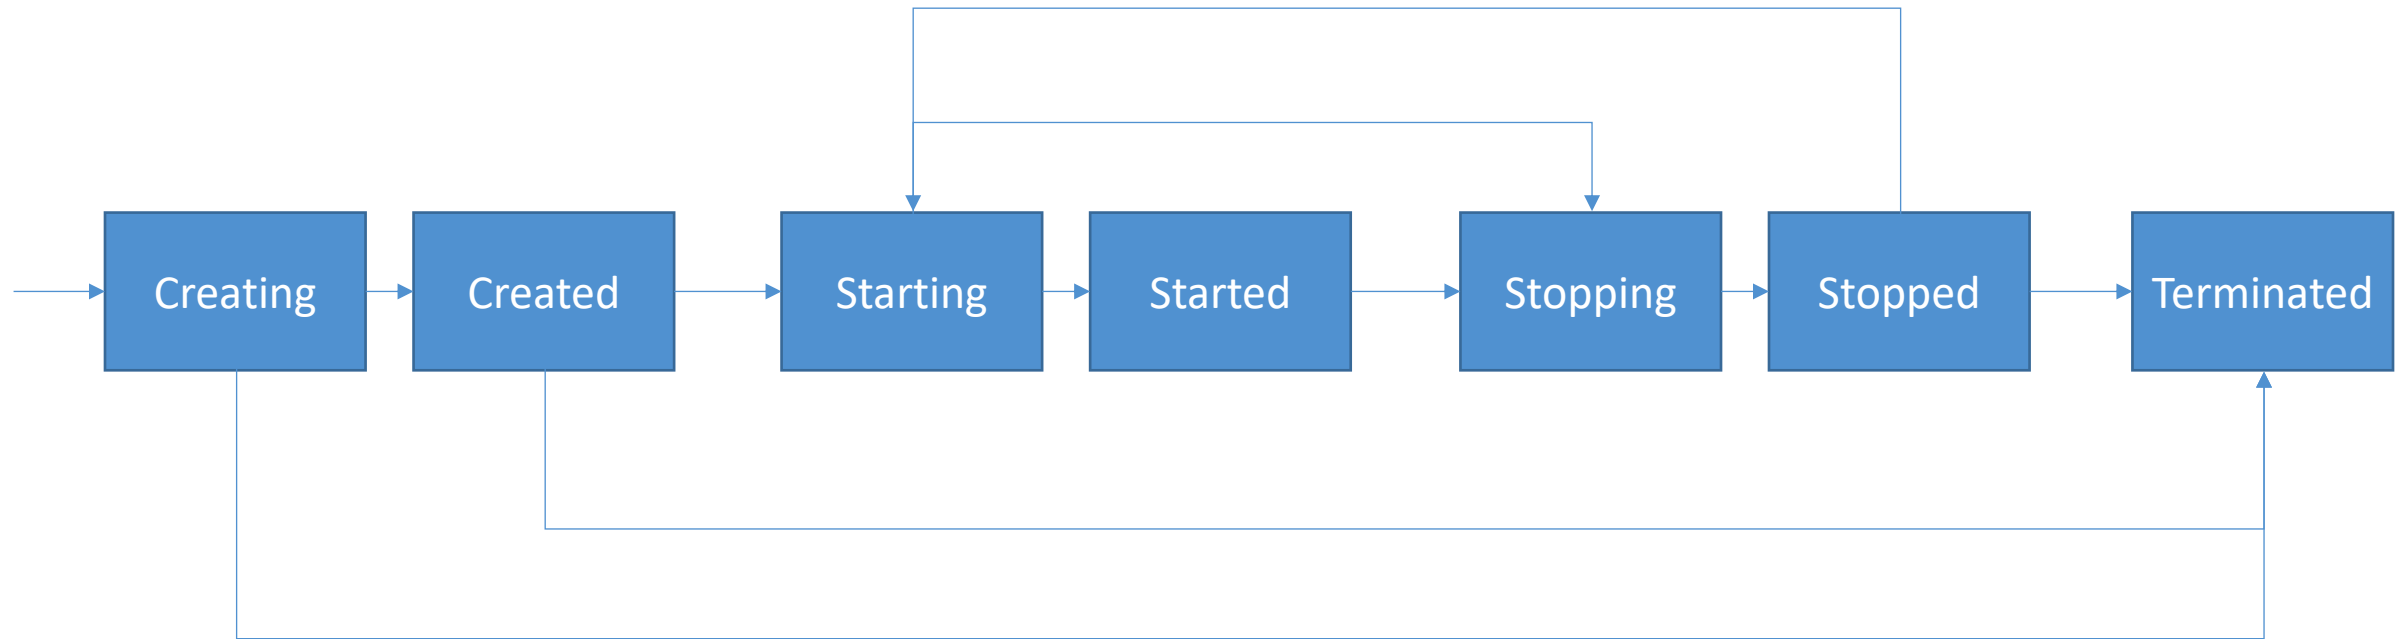 Creating
Created
Starting
Started
Stopping
Stopped
Terminated